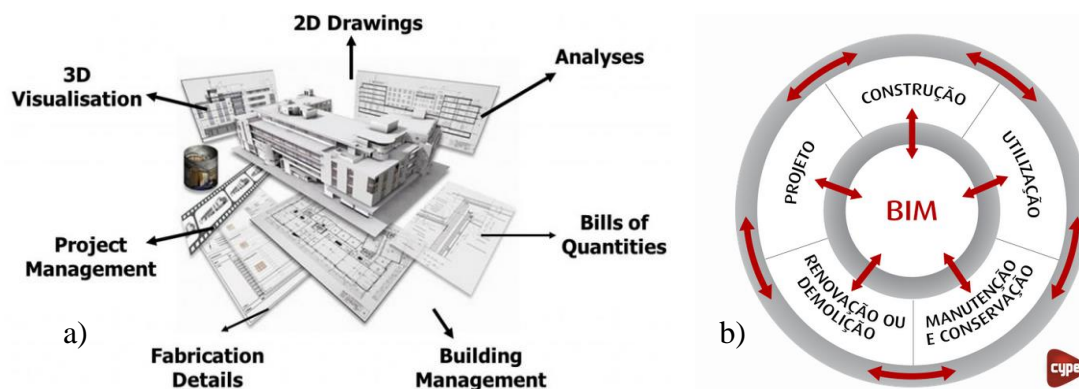 2D Drawings
Analyses
3D
Visualisation
Bills of
Quantities
Project
Management
a)
Fabrication
Details
Building
Management
CONSTRUÇÃO
PROJETO
UTILIZAÇÃO
BIM
RENOVAÇÃO OU
DEMOLIÇÃO
MANUTENÇÃO
E CONSERVAÇÃO
b)
cype